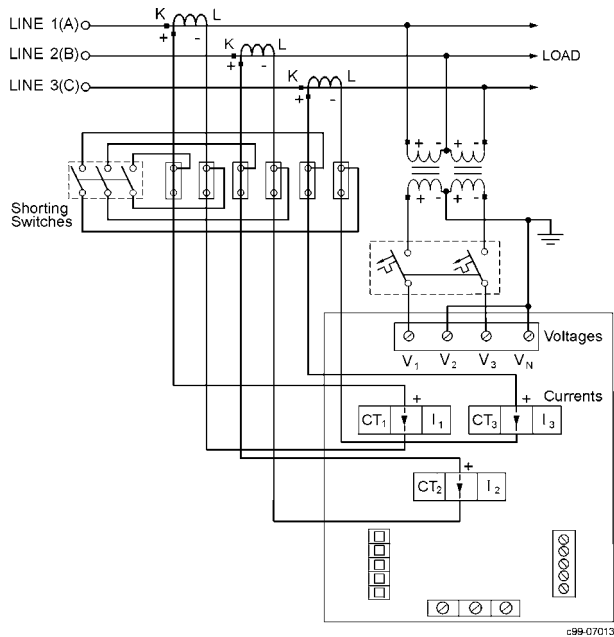 K L
LINE 1(A)
+ -
K L
LINE 2(B) LOAD
+ -
K L
LINE 3(C)
+ -
+ - + -
+ - - +
Shorting
Switches
Voltages
V1 V2 V3 VN
Currents
+ +
CT1 I1 CT3 I3
+
CT2 I2
c99-07013